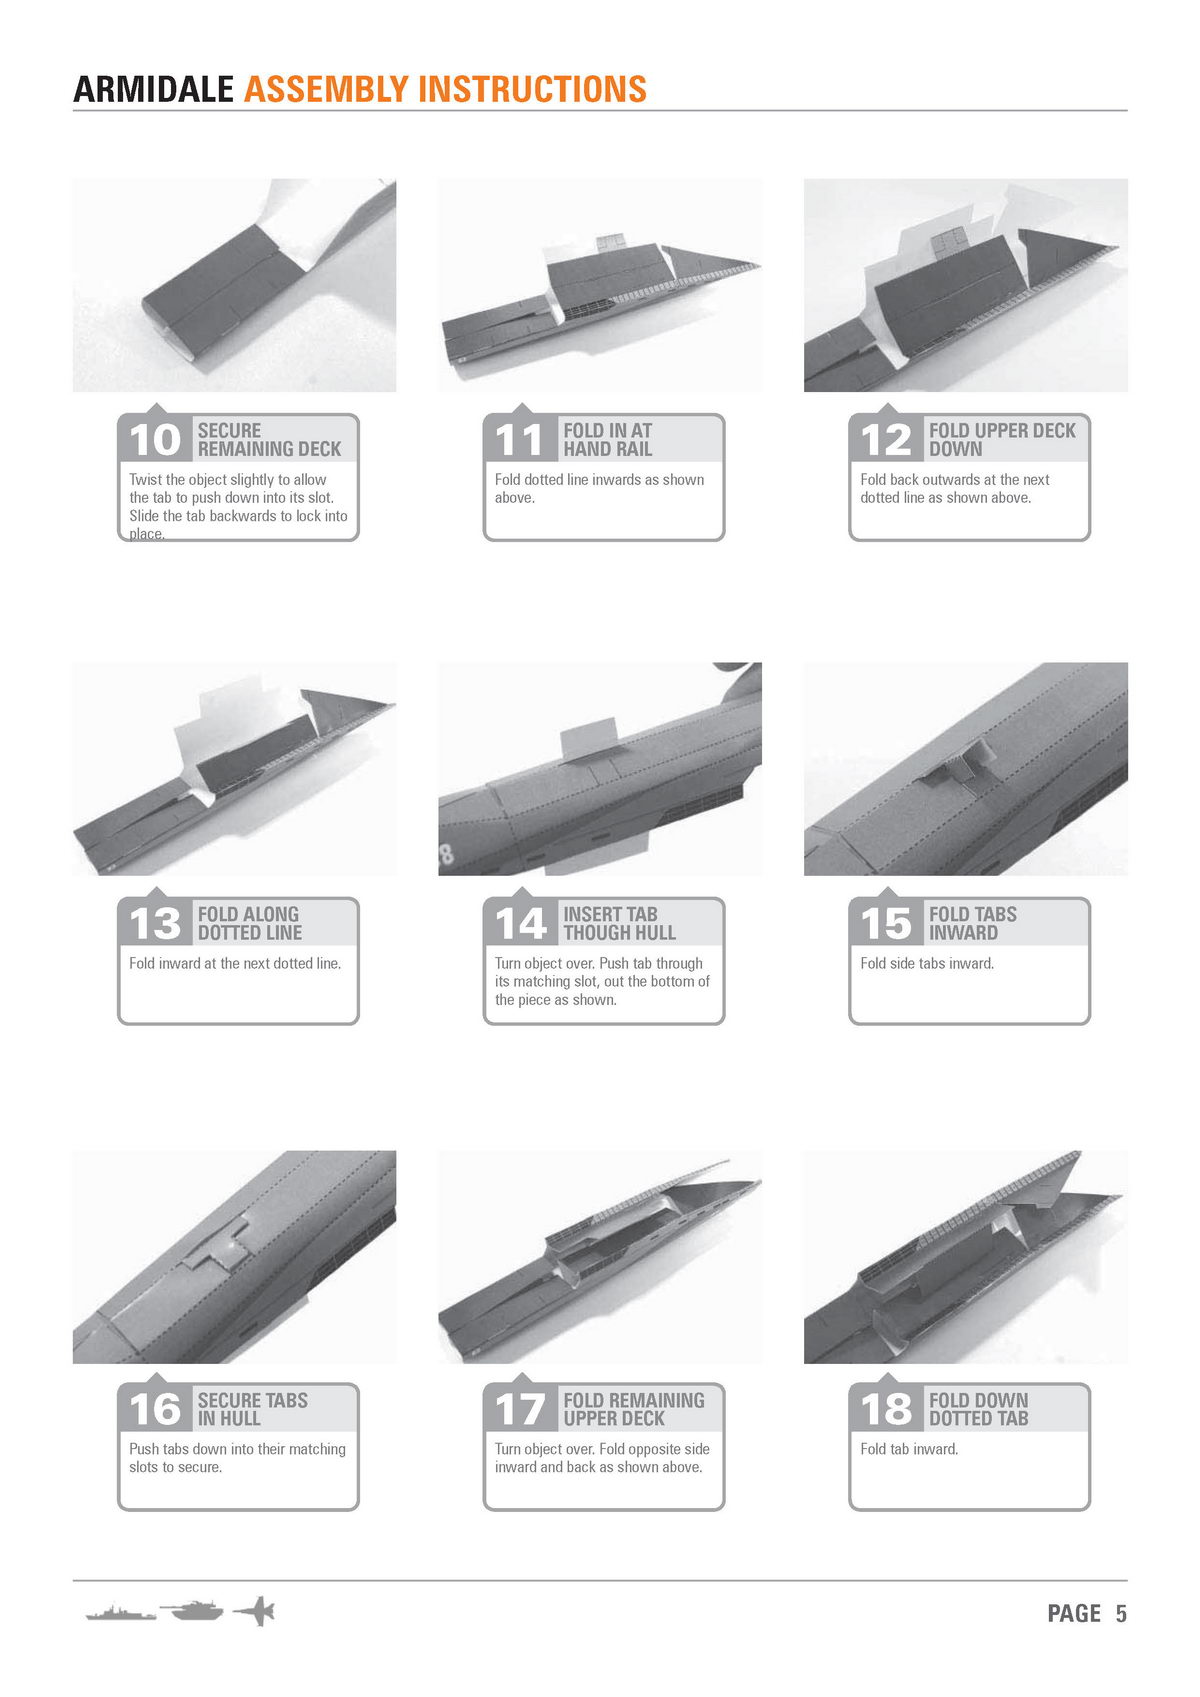 ARMIDALE ASSEMBLY INSTRUCTIONS
10 SECURE
REMAINING DECK
Twist the object slightly to allow
the tab to push down into its slot.
Slide the tab backwards to lock into
place.
11 FOLD IN AT
HAND RAIL
Fold dotted line inwards as shown
above.
12 FOLD UPPER DECK
DOWN
Fold back outwards at the next
dotted line as shown above.
13 FOLD ALONG
DOTTED LINE
Fold inward at the next dotted line.
8
14 INSERT TAB
THOUGH HULL
Turn object over. Push tab through
its matching slot, out the bottom of
the piece as shown.
15 FOLD TABS
INWARD
Fold side tabs inward.
16 SECURE TABS
IN HULL
Push tabs down into their matching
slots to secure.
17 FOLD REMAINING
UPPER DECK
Turn object over. Fold opposite side
inward and back as shown above.
18 FOLD DOWN
DOTTED TAB
Fold tab inward.
PAGE 5